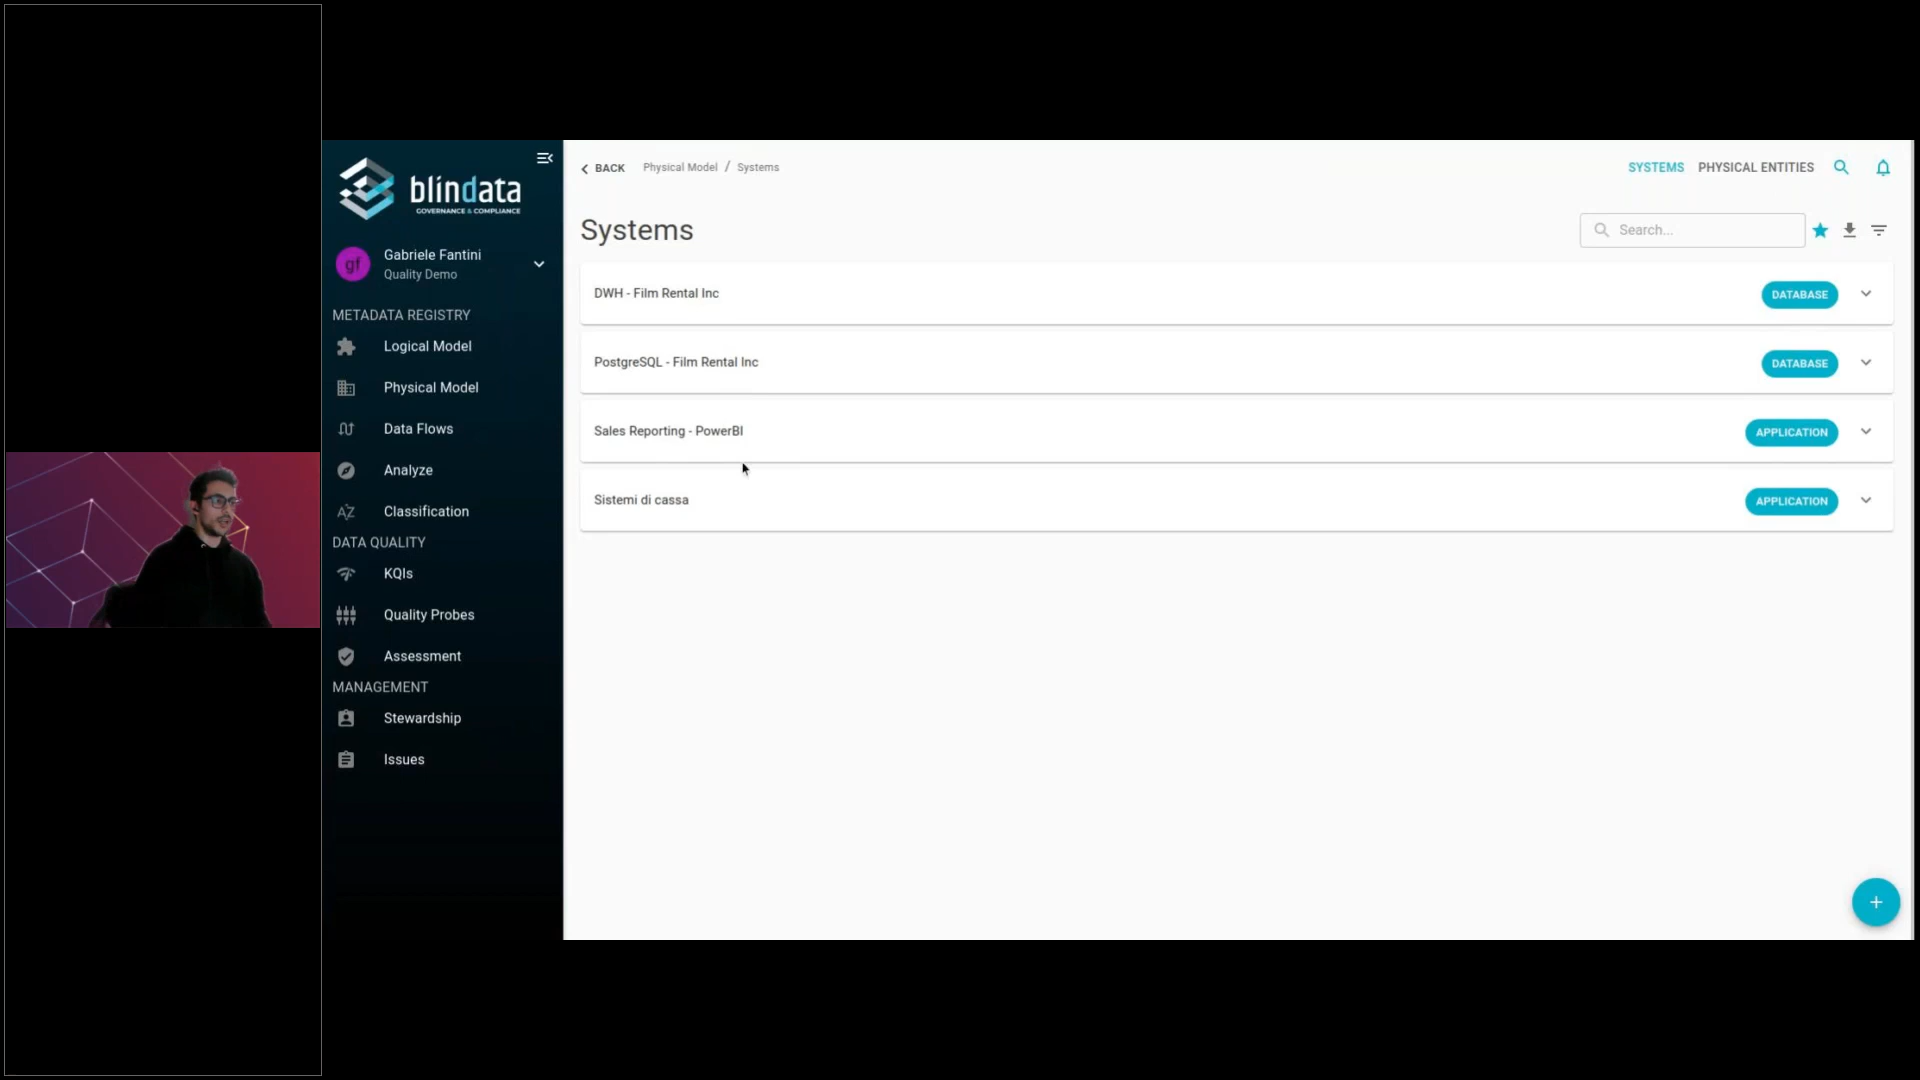 blindata
GOVERNANCE & COMPLIANCE
gf
Gabriele Fantini
Quality Demo
METADATA REGISTRY
Logical Model
Physical Model
Data Flows
Analyze
AZ
Classification
DATA QUALITY
KQIs
Quality Probes
Assessment
MANAGEMENT
Stewardship
Issues
BACK
Physical Model / Systems
SYSTEMS
PHYSICAL ENTITIES
Systems
Search...
DWH - Film Rental Inc
DATABASE
PostgreSQL - Film Rental Inc
DATABASE
Sales Reporting - PowerBI
APPLICATION
Sistemi di cassa
APPLICATION
+